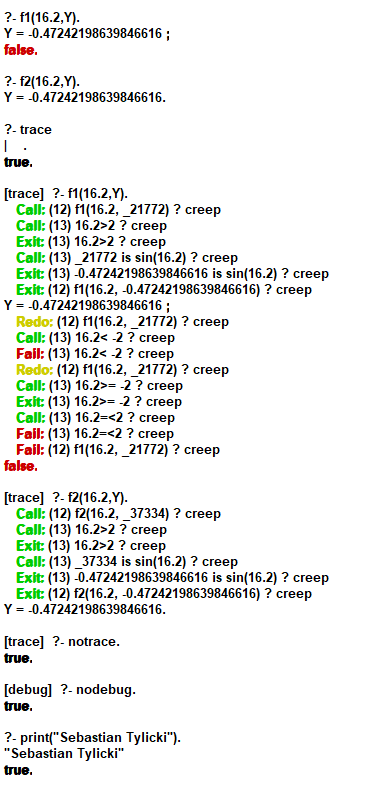 ?- f1(16.2,Y).
Y = -0.47242198639846616 ;
false.
?- f2(16.2,Y).
Y = -0.47242198639846616.
?- trace
|    .
true.
[trace]  ?- f1(16.2,Y).
Call: (12) f1(16.2, _21772) ? creep
Call: (13) 16.2>2 ? creep
Exit: (13) 16.2>2 ? creep
Call: (13) _21772 is sin(16.2) ? creep
Exit: (13) -0.47242198639846616 is sin(16.2) ? creep
Exit: (12) f1(16.2, -0.47242198639846616) ? creep
Y = -0.47242198639846616 ;
Redo: (12) f1(16.2, _21772) ? creep
Call: (13) 16.2< -2 ? creep
Fail: (13) 16.2< -2 ? creep
Redo: (12) f1(16.2, _21772) ? creep
Call: (13) 16.2>= -2 ? creep
Exit: (13) 16.2>= -2 ? creep
Call: (13) 16.2=<2 ? creep
Fail: (13) 16.2=<2 ? creep
Fail: (12) f1(16.2, _21772) ? creep
false.
[trace]  ?- f2(16.2,Y).
Call: (12) f2(16.2, _37334) ? creep
Call: (13) 16.2>2 ? creep
Exit: (13) 16.2>2 ? creep
Call: (13) _37334 is sin(16.2) ? creep
Exit: (13) -0.47242198639846616 is sin(16.2) ? creep
Exit: (12) f2(16.2, -0.47242198639846616) ? creep
Y = -0.47242198639846616.
[trace]  ?- notrace.
true.
[debug]  ?- nodebug.
true.
?- print("Sebastian Tylicki").
"Sebastian Tylicki"
true.